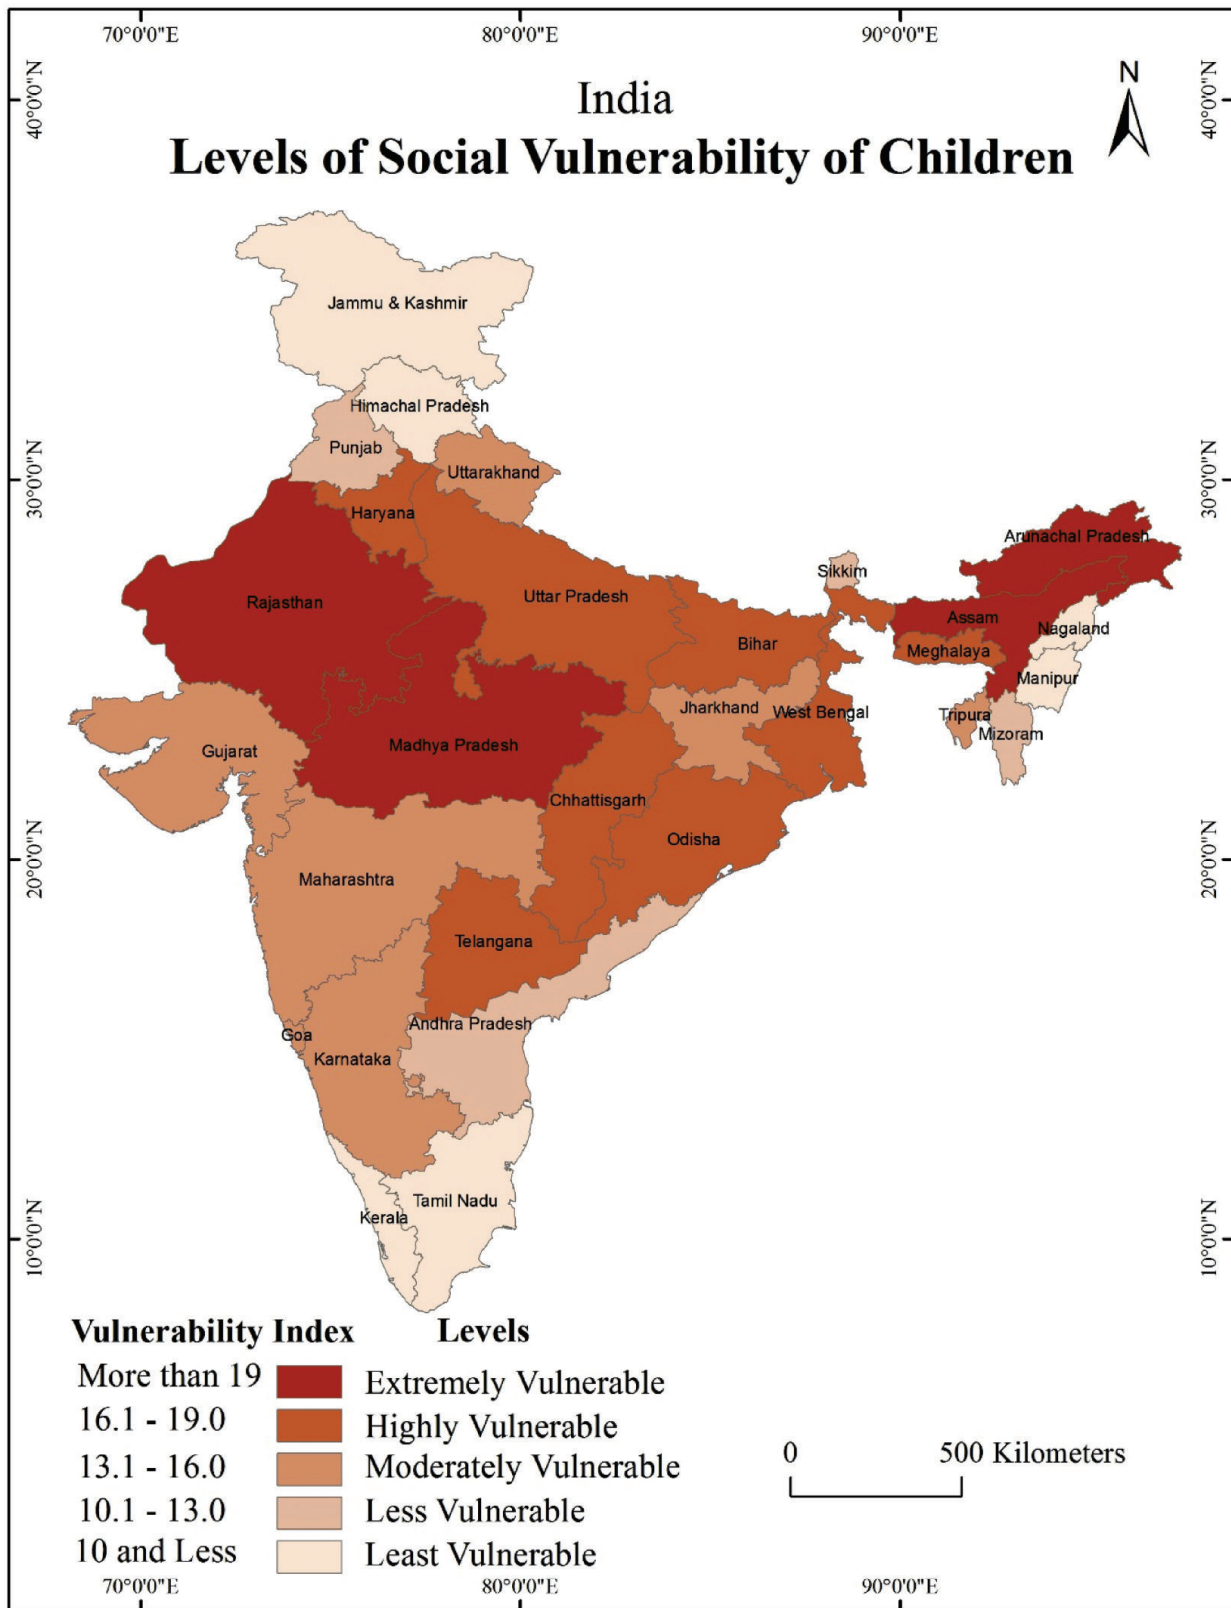 70°0'0"E 80°0'0"E 90°0'0"E
40°0'0"N 40°0'0"N
N
India
Levels of Social Vulnerability of Children
Jammu & Kashmir
Himachal Pradesh
Punjab
Uttarakhand
30°0'0"N 30°0'0"N
Haryana
Arunachal Pradesh
Sikkim
Rajasthan
Uttar Pradesh
Assam
Nagaland
Bihar
Meghalaya
Manipur
Jharkhand
West Bengal
Tripura
Mizoram
Madhya Pradesh
Gujarat
Chhattisgarh
Odisha
20°0'0"N 20°0'0"N
Maharashtra
Telangana
Andhra Pradesh
Goa
Karnataka
Tamil Nadu
Kerala
10°0'0"N 10°0'0"N
Vulnerability Index Levels
More than 19 Extremely Vulnerable
16.1 - 19.0 Highly Vulnerable
13.1 - 16.0 Moderately Vulnerable
10.1 - 13.0 Less Vulnerable
10 and Less Least Vulnerable
0 500 Kilometers
70°0'0"E 80°0'0"E 90°0'0"E